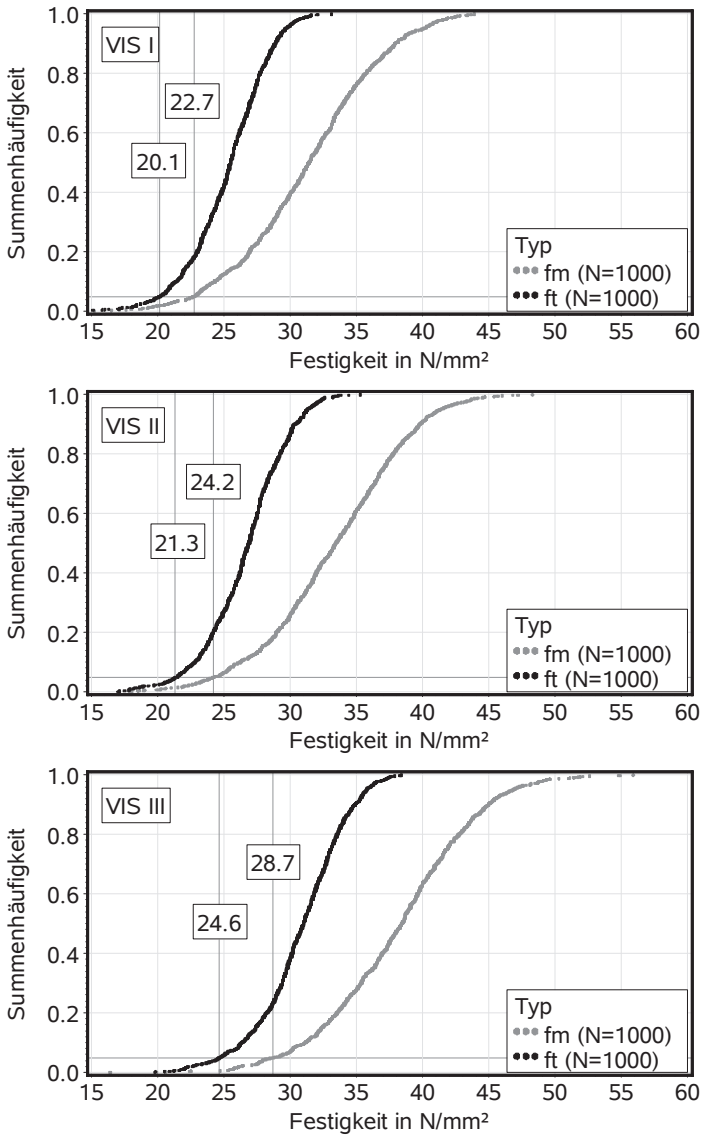 VIS I
1.0
0.8
0.6
0.4
0.2
0.0
Summenhäufigkeit
22.7
20.1
Typ
fm (N=1000)
ft (N=1000)
15 20 25 30 35 40 45 50 55 60
Festigkeit in N/mm²
VIS II
1.0
0.8
0.6
0.4
0.2
0.0
Summenhäufigkeit
24.2
21.3
Typ
fm (N=1000)
ft (N=1000)
15 20 25 30 35 40 45 50 55 60
Festigkeit in N/mm²
VIS III
1.0
0.8
0.6
0.4
0.2
0.0
Summenhäufigkeit
28.7
24.6
Typ
fm (N=1000)
ft (N=1000)
15 20 25 30 35 40 45 50 55 60
Festigkeit in N/mm²